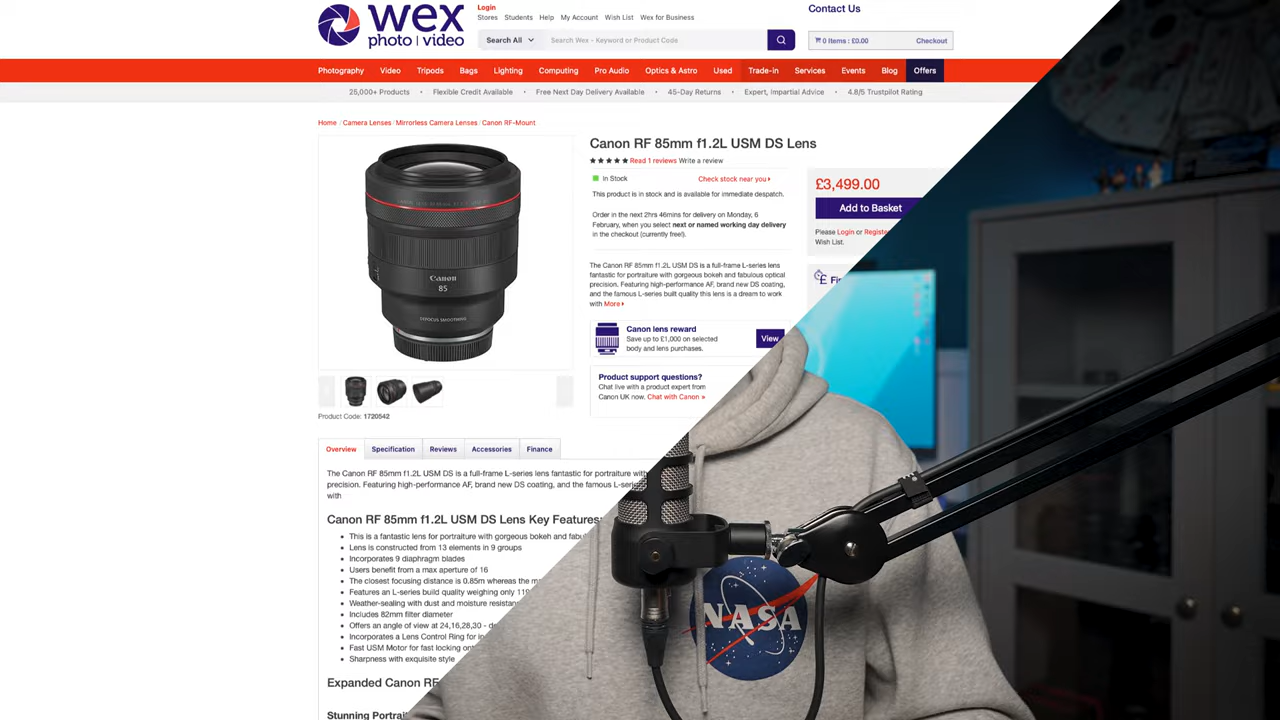 wex
photo | video
Login
Stores Students Help My Account Wish List Wex for Business
Search All Search Wex - Keyword or Product Code
Contact Us
0 Items : £0.00 Checkout
Photography Video Tripods Bags Lighting Computing Pro Audio Optics & Astro Used Trade-in Services Events Blog Offers
25,000+ Products • Flexible Credit Available • Free Next Day Delivery Available • 45-Day Returns • Expert, Impartial Advice • 4.8/5 Trustpilot Rating
Home / Camera Lenses / Mirrorless Camera Lenses / Canon RF-Mount
Canon RF 85mm f1.2L USM DS Lens
Read 1 reviews Write a review
In Stock Check stock near you
This product is in stock and is available for immediate despatch.
Order in the next 2hrs 46mins for delivery on Monday, 6
February, when you select next or named working day delivery
in the checkout (currently free!).
£3,499.00
Add to Basket
Please Login or Register
Wish List.
The Canon RF 85mm f1.2L USM DS is a full-frame L-series lens
fantastic for portraiture with gorgeous bokeh and fabulous optical
precision. Featuring high-performance AF, brand new DS coating,
and the famous L-series built quality this lens is a dream to work
with More
Canon lens reward
Save up to £1,000 on selected
body and lens purchases.
View
Product support questions?
Chat live with a product expert from
Canon UK now. Chat with Canon »
Canon
85
DEFOCUS SMOOTHING
Product Code: 1720542
Overview Specification Reviews Accessories Finance
The Canon RF 85mm f1.2L USM DS is a full-frame L-series lens fantastic for portraiture with
precision. Featuring high-performance AF, brand new DS coating, and the famous L-series
with
Canon RF 85mm f1.2L USM DS Lens Key Features:
• This is a fantastic lens for portraiture with gorgeous bokeh and
• Lens is constructed from 13 elements in 9 groups
• Incorporates 9 diaphragm blades
• Users benefit from a max aperture of 16
• The closest focusing distance is 0.85m whereas the
• Features an L-series build quality weighing only
• Weather-sealing with dust and moisture
• Includes 82mm filter diameter
• Offers an angle of view at 24,16,28,30 -
• Incorporates a Lens Control Ring for
• Fast USM Motor for fast locking
• Sharpness with exquisite style
Expanded Canon RF
Stunning
NASA